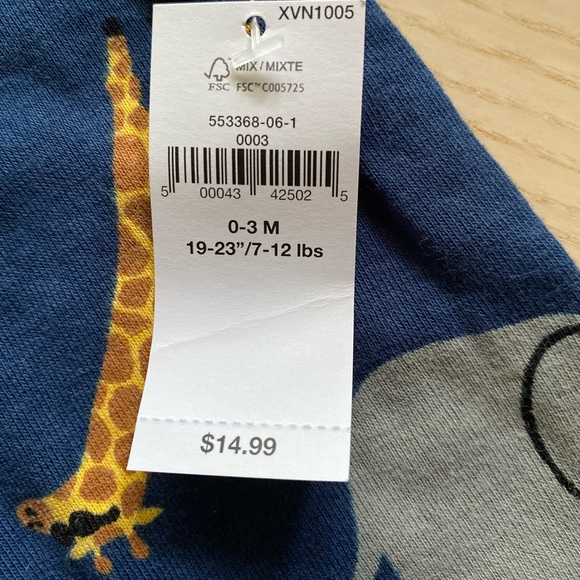 XVN1005
MIX / MIXTE
FSC FSC™ C005725
553368-06-1
0003
5 00043 42502 5
0-3 M
19-23”/7-12 lbs
$14.99